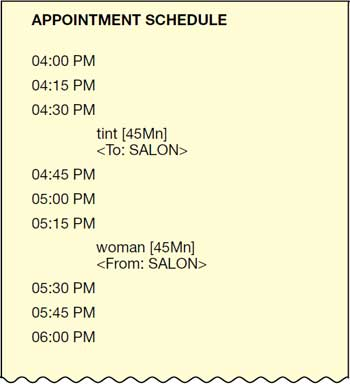 APPOINTMENT SCHEDULE
04:00 PM
04:15 PM
04:30 PM
tint [45Mn]
<To: SALON>
04:45 PM
05:00 PM
05:15 PM
woman [45Mn]
<From: SALON>
05:30 PM
05:45 PM
06:00 PM